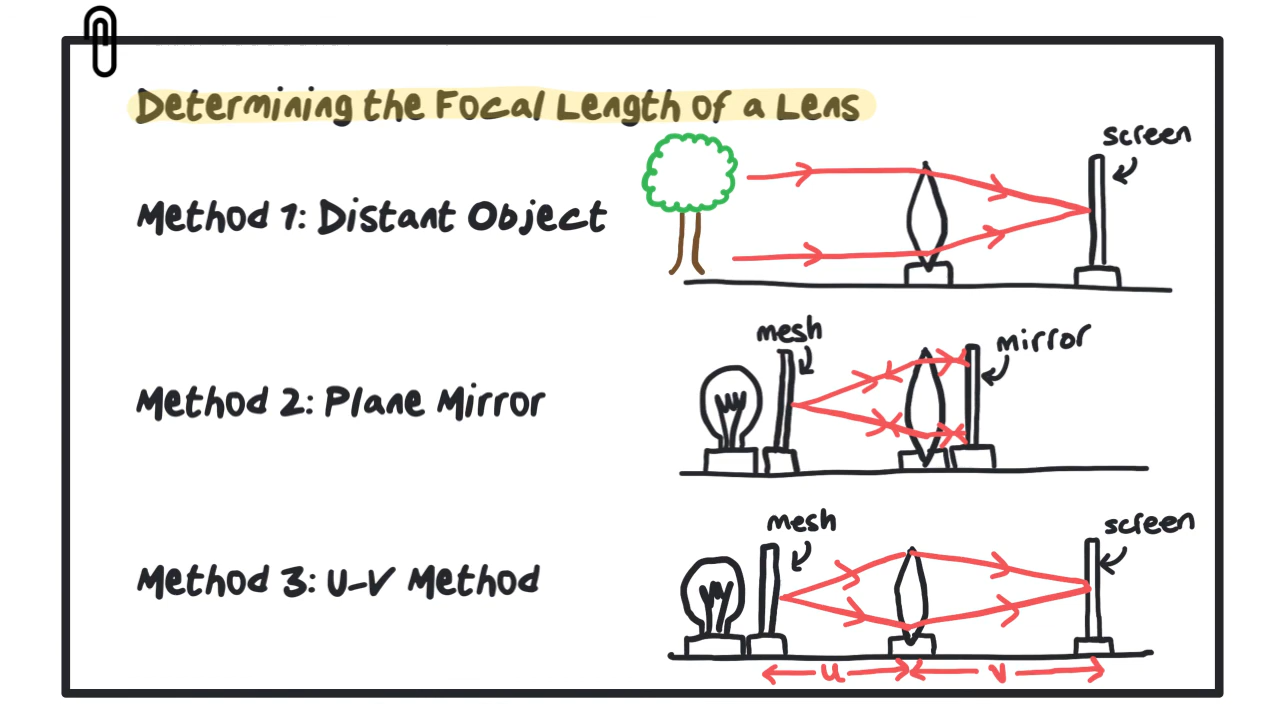 Determining the Focal Length of a Lens
screen
Method 1: Distant Object
mesh
mirror
Method 2: Plane Mirror
mesh
screen
Method 3: U-V Method
u
v